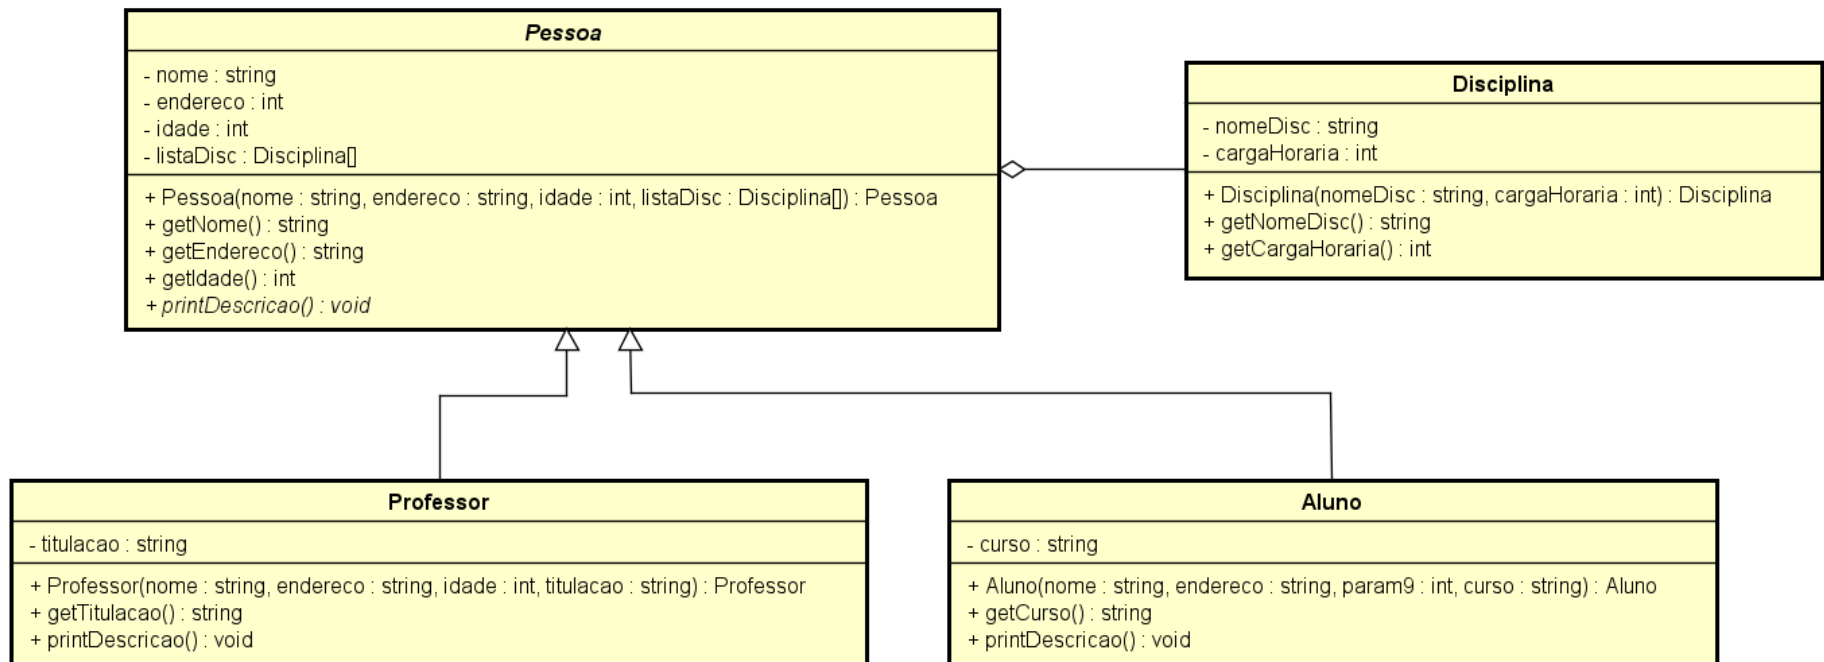 Pessoa
- nome : string
- endereco : int
- idade : int
- listaDisc : Disciplina[]
+ Pessoa(nome : string, endereco : string, idade : int, listaDisc : Disciplina[]) : Pessoa
+ getNome() : string
+ getEndereco() : string
+ getIdade() : int
+ printDescricao() : void
Disciplina
- nomeDisc : string
- cargaHoraria : int
+ Disciplina(nomeDisc : string, cargaHoraria : int) : Disciplina
+ getNomeDisc() : string
+ getCargaHoraria() : int
Professor
- titulacao : string
+ Professor(nome : string, endereco : string, idade : int, titulacao : string) : Professor
+ getTitulacao() : string
+ printDescricao() : void
Aluno
- curso : string
+ Aluno(nome : string, endereco : string, param9 : int, curso : string) : Aluno
+ getCurso() : string
+ printDescricao() : void